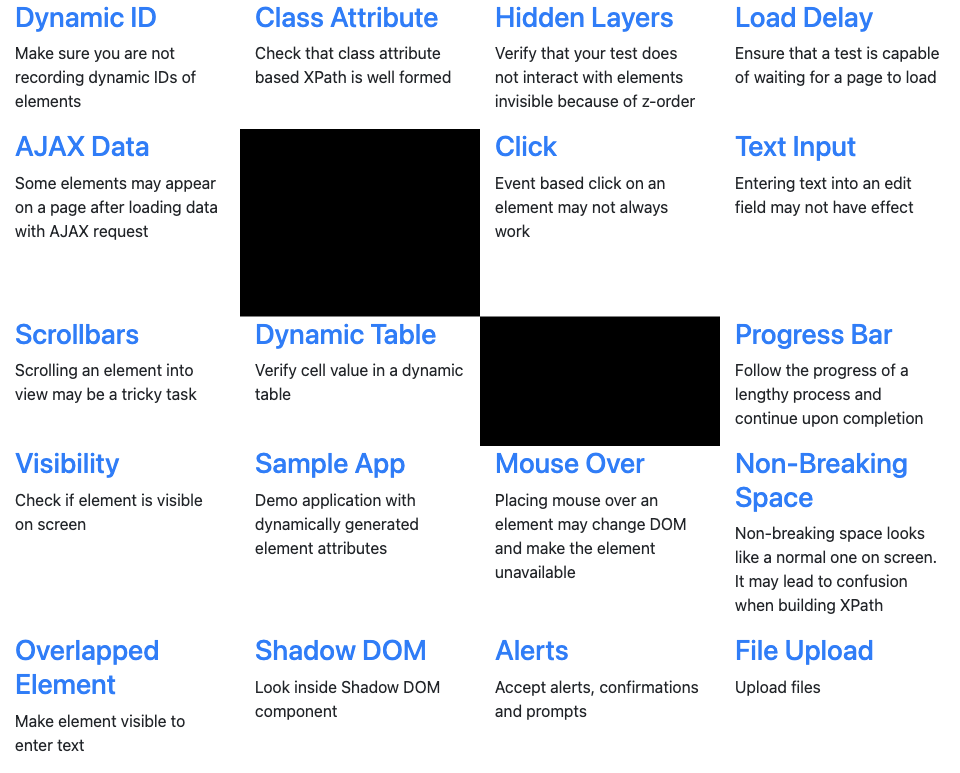 Dynamic ID
Make sure you are not
recording dynamic IDs of
elements
Class Attribute
Check that class attribute
based XPath is well formed
Hidden Layers
Verify that your test does
not interact with elements
invisible because of z-order
Load Delay
Ensure that a test is capable
of waiting for a page to load
AJAX Data
Some elements may appear
on a page after loading data
with AJAX request
Click
Event based click on an
element may not always
work
Text Input
Entering text into an edit
field may not have effect
Scrollbars
Scrolling an element into
view may be a tricky task
Dynamic Table
Verify cell value in a dynamic
table
Progress Bar
Follow the progress of a
lengthy process and
continue upon completion
Visibility
Check if element is visible
on screen
Sample App
Demo application with
dynamically generated
element attributes
Mouse Over
Placing mouse over an
element may change DOM
and make the element
unavailable
Non-Breaking
Space
Non-breaking space looks
like a normal one on screen.
It may lead to confusion
when building XPath
Overlapped
Element
Make element visible to
enter text
Shadow DOM
Look inside Shadow DOM
component
Alerts
Accept alerts, confirmations
and prompts
File Upload
Upload files